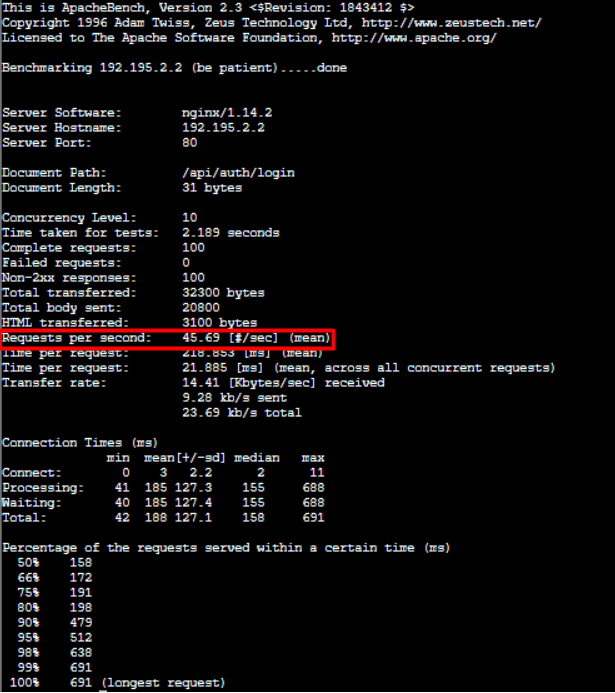 This is ApacheBench, Version 2.3 <$Revision: 1843412 $>
Copyright 1996 Adam Twiss, Zeus Technology Ltd, http://www.zeustech.net/
Licensed to The Apache Software Foundation, http://www.apache.org/
Benchmarking 192.195.2.2 (be patient).....done
Server Software: nginx/1.14.2
Server Hostname: 192.195.2.2
Server Port: 80
Document Path: /api/auth/login
Document Length: 31 bytes
Concurrency Level: 10
Time taken for tests: 2.189 seconds
Complete requests: 100
Failed requests: 0
Non-2xx responses: 100
Total transferred: 32300 bytes
Total body sent: 20800
HTML transferred: 3100 bytes
Requests per second: 45.69 [#/sec] (mean)
Time per request: 218.853 [ms] (mean)
Time per request: 21.885 [ms] (mean, across all concurrent requests)
Transfer rate: 14.41 [Kbytes/sec] received
9.28 kb/s sent
23.69 kb/s total
Connection Times (ms)
min mean[+/-sd] median max
Connect: 0 3 2.2 2 11
Processing: 41 185 127.3 155 688
Waiting: 40 185 127.4 155 688
Total: 42 188 127.1 158 691
Percentage of the requests served within a certain time (ms)
50% 158
66% 172
75% 191
80% 198
90% 479
95% 512
98% 638
99% 691
100% 691 (longest request)